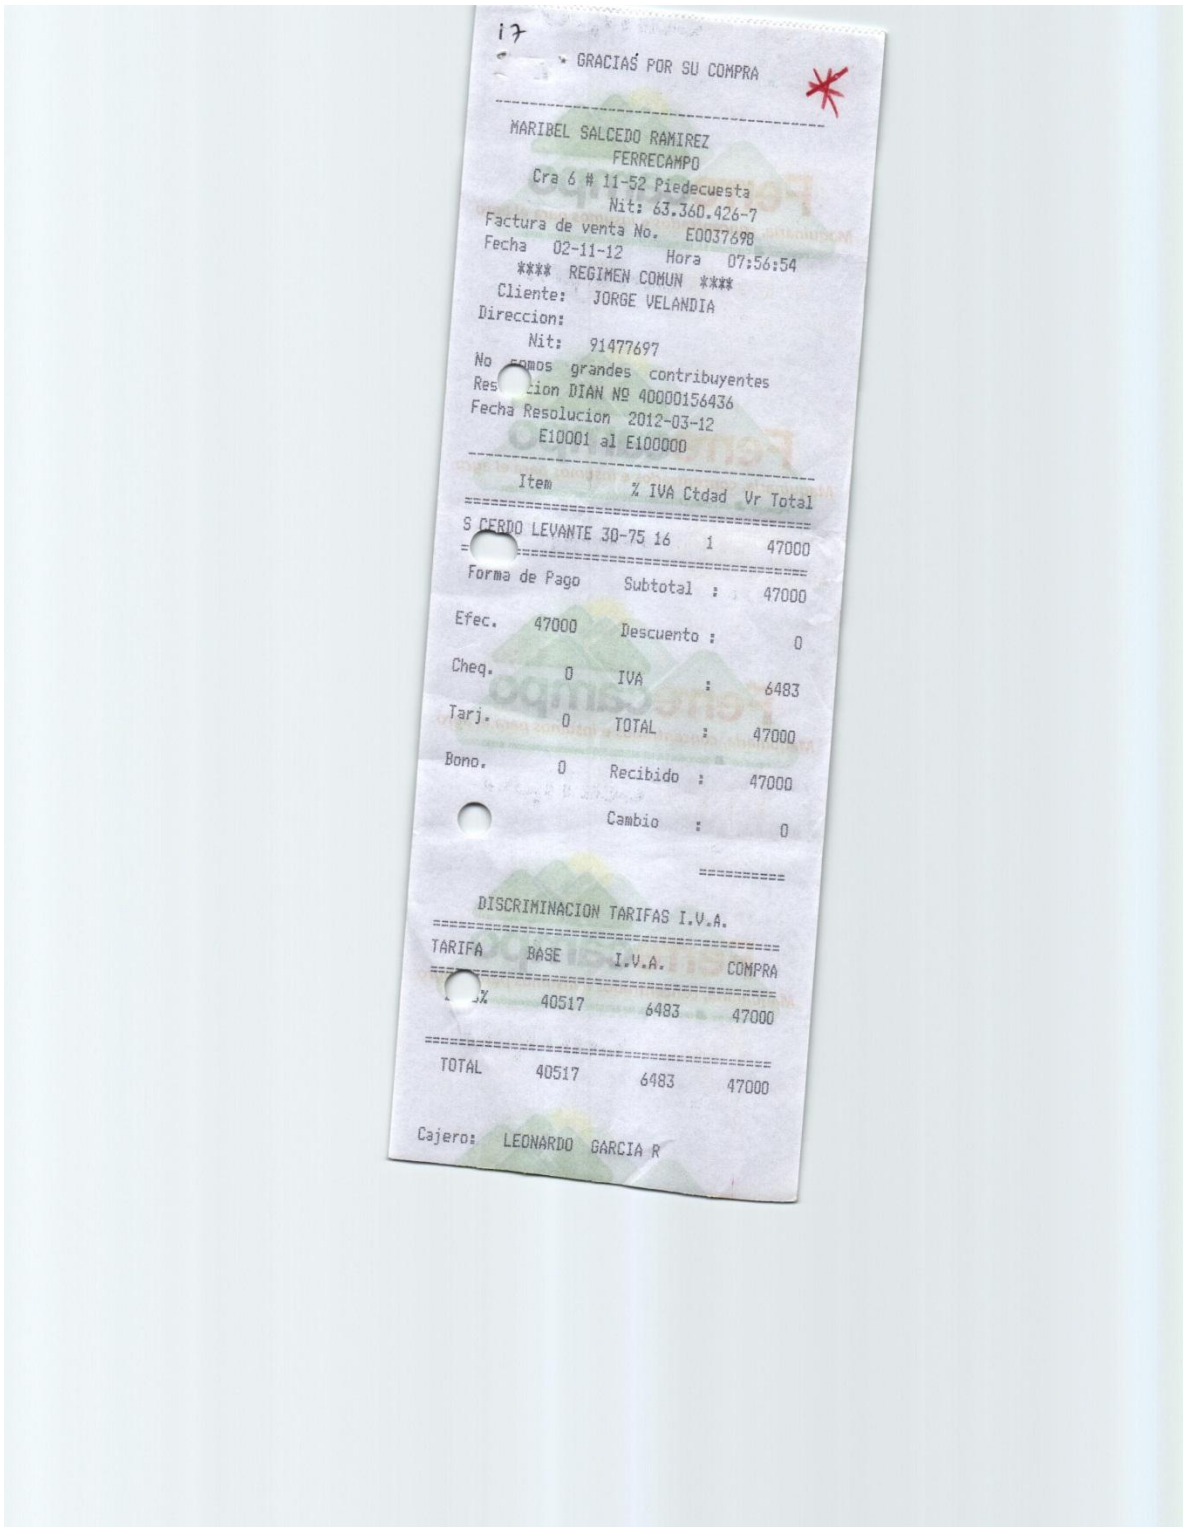 i7
GRACIAS POR SU COMPRA
MARIBEL SALCEDO RAMIREZ
FERRECAMPO
Cra 6 # 11-52 Piedecuesta
Nit: 63.360.426-7
Factura de venta No. E0037698
Fecha 02-11-12 Hora 07:56:54
**** REGIMEN COMUN ****
Cliente: JORGE VELANDIA
Direccion:
Nit: 91477697
No somos grandes contribuyentes
DIAN Nº 40000156436
Fecha Resolucion 2012-03-12
E10001 al E100000
Item % IVA Ctdad Vr Total
S CERDO LEVANTE 30-75 16 1 47000
Forma de Pago Subtotal : 47000
Efec. 47000 Descuento : 0
Cheq. 0 IVA : 6483
Tarj. 0 TOTAL : 47000
Bono. 0 Recibido : 47000
Cambio : 0
==========
DISCRIMINACION TARIFAS I.V.A.
TARIFA BASE I.V.A. COMPRA
40517 6483 47000
TOTAL 40517 6483 47000
Cajero: LEONARDO GARCIA R